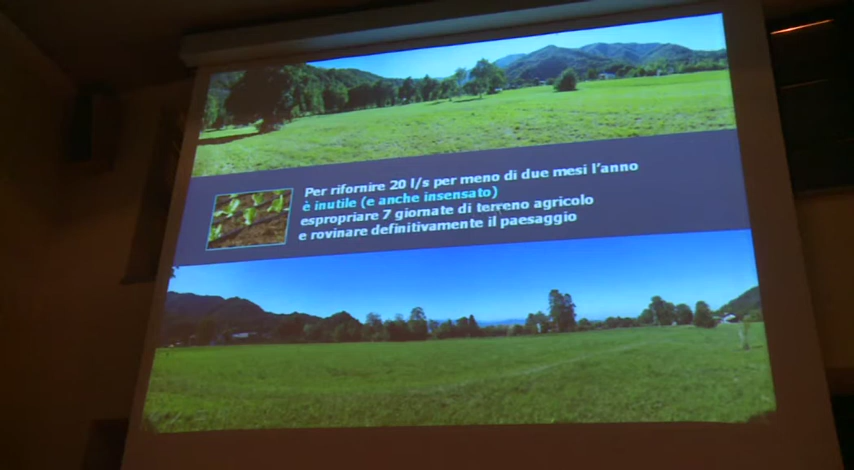 Per rifornire 20 l/s per meno di due mesi l'anno
è inutile (e anche insensato)
espropriare 7 giornate di terreno agricolo
e rovinare definitivamente il paesaggio